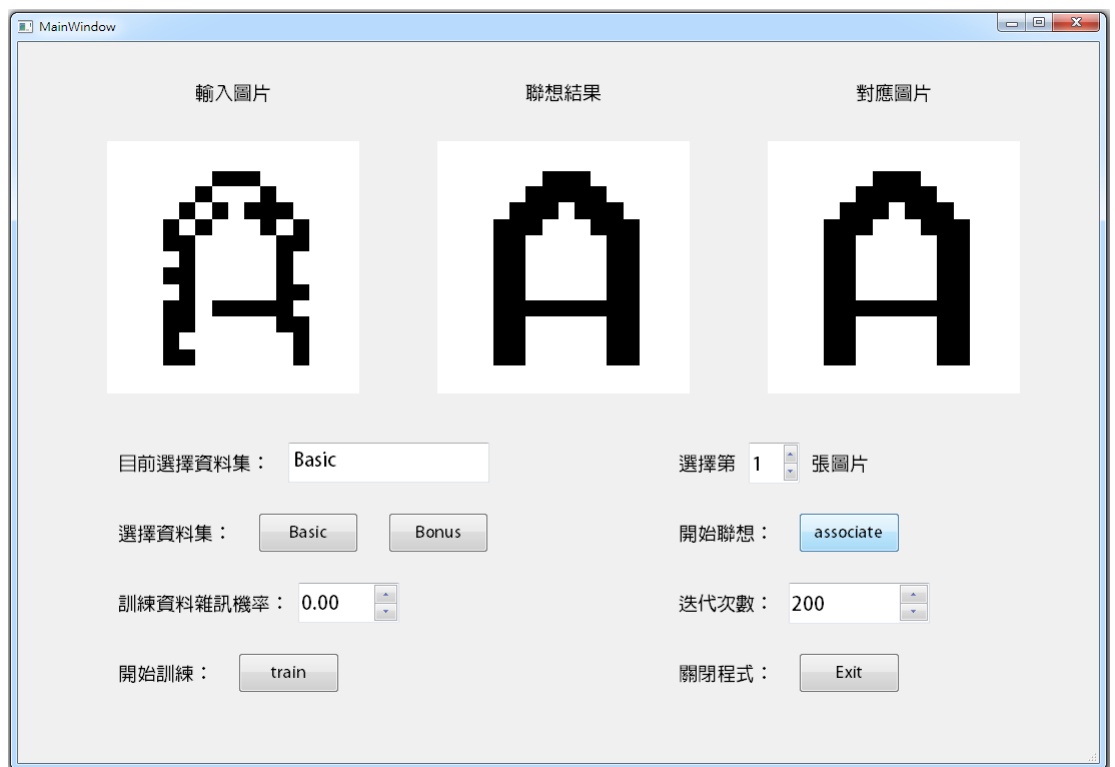 MainWindow
輸入圖片 聯想結果 對應圖片
A A A
目前選擇資料集： Basic 選擇第 1 張圖片
選擇資料集： Basic Bonus 開始聯想： associate
訓練資料雜訊機率： 0.00 迭代次數： 200
開始訓練： train 關閉程式： Exit